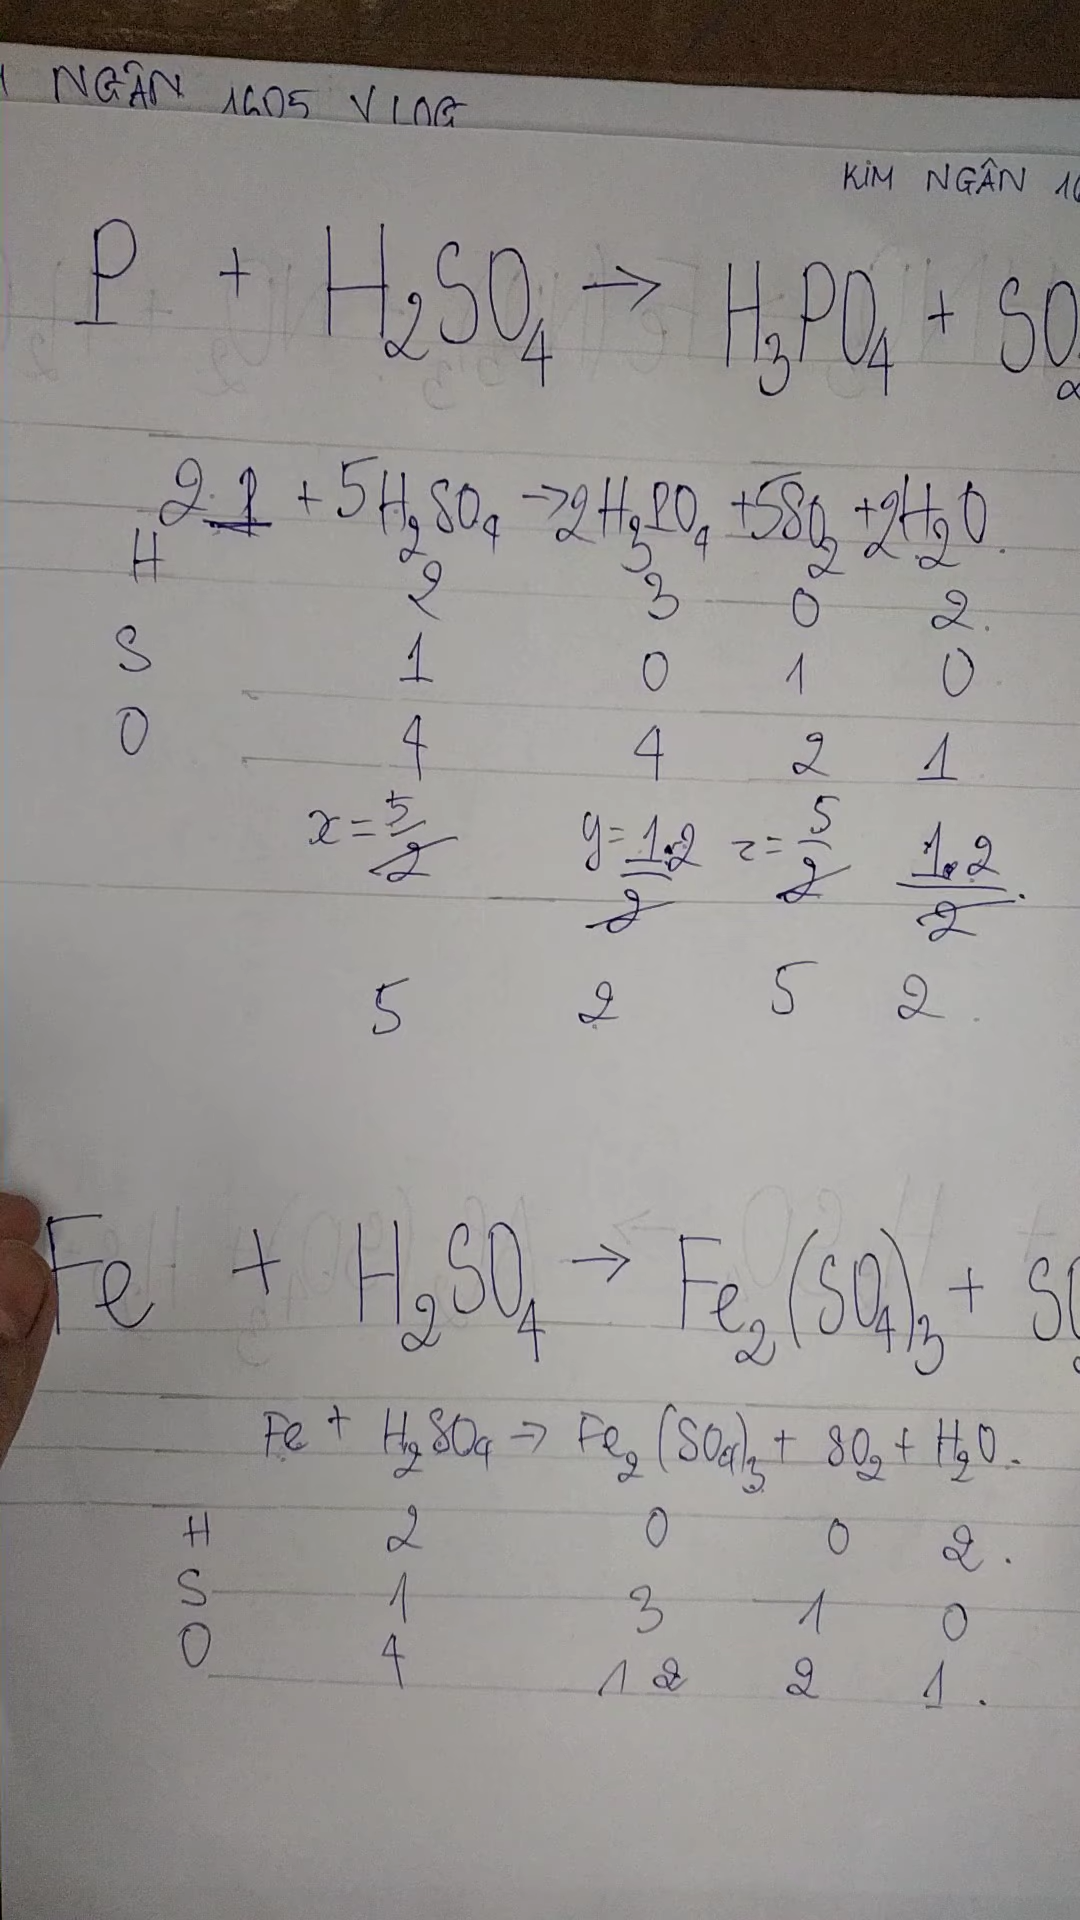 NGÂN 1605 VLOG
KIM NGÂN 16
P + H₂SO₄ → H₃PO₄ + SO₂
2P + 5H₂SO₄ → 2H₃PO₄ + 5SO₂ + 2H₂O.
H 2 3 0 2.
S 1 0 1 0
O 4 4 2 1
x = 5/2 y = 1.2/2 z = 5/2 1.2/2.
5 2 5 2.
Fe + H₂SO₄ → Fe₂(SO₄)₃ + SO₂
Fe + H₂SO₄ → Fe₂(SO₄)₃ + SO₂ + H₂O.
H 2 0 0 2.
S 1 3 1 0
O 4 12 2 1.